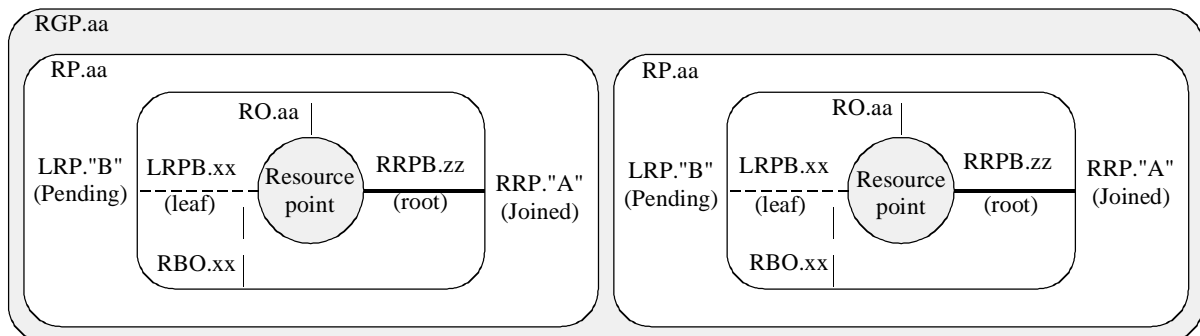 RGP.aa
RP.aa
RO.aa
LRP."B"
(Pending)
LRPB.xx
(leaf)
Resource
point
RRPB.zz
(root)
RRP."A"
(Joined)
RBO.xx
RP.aa
RO.aa
LRP."B"
(Pending)
LRPB.xx
(leaf)
Resource
point
RRPB.zz
(root)
RRP."A"
(Joined)
RBO.xx